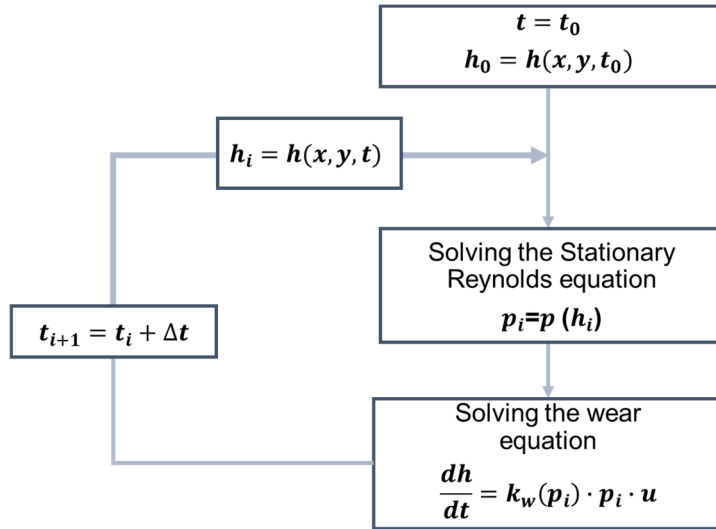 t = t₀
h₀ = h(x, y, t₀)
hᵢ = h(x, y, t)
Solving the Stationary
Reynolds equation
pᵢ=p (hᵢ)
tᵢ₊₁ = tᵢ + Δt
Solving the wear
equation
dh/dt = k_w(pᵢ) · pᵢ · u